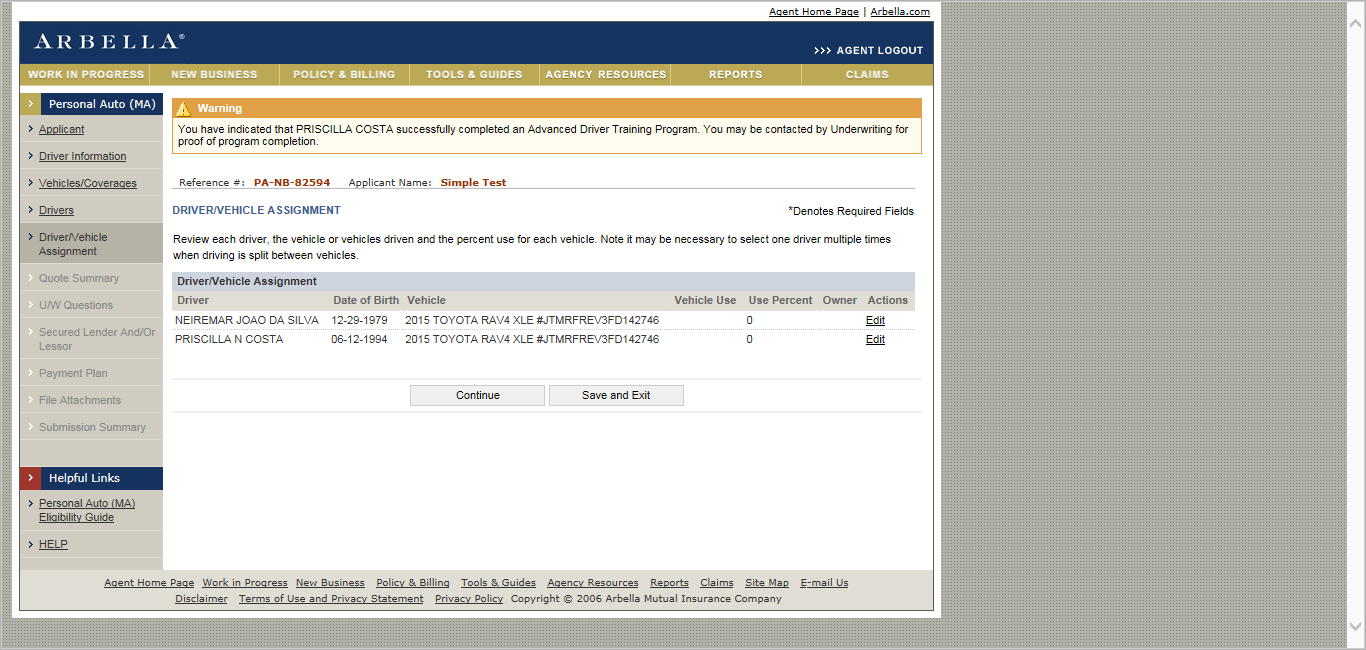 Agent Home Page | Arbella.com
ARBELLA®
>>> AGENT LOGOUT
WORK IN PROGRESS NEW BUSINESS POLICY & BILLING TOOLS & GUIDES AGENCY RESOURCES REPORTS CLAIMS
Personal Auto (MA)
Applicant
Driver Information
Vehicles/Coverages
Drivers
Driver/Vehicle
Assignment
Quote Summary
U/W Questions
Secured Lender And/Or
Lessor
Payment Plan
File Attachments
Submission Summary
Helpful Links
Personal Auto (MA)
Eligibility Guide
HELP
Warning
You have indicated that PRISCILLA COSTA successfully completed an Advanced Driver Training Program. You may be contacted by Underwriting for
proof of program completion.
Reference #: PA-NB-82594 Applicant Name: Simple Test
DRIVER/VEHICLE ASSIGNMENT *Denotes Required Fields
Review each driver, the vehicle or vehicles driven and the percent use for each vehicle. Note it may be necessary to select one driver multiple times
when driving is split between vehicles.
Driver/Vehicle Assignment
Driver Date of Birth Vehicle Vehicle Use Use Percent Owner Actions
NEIREMAR JOAO DA SILVA 12-29-1979 2015 TOYOTA RAV4 XLE #JTMRFREV3FD142746 0 Edit
PRISCILLA N COSTA 06-12-1994 2015 TOYOTA RAV4 XLE #JTMRFREV3FD142746 0 Edit
Continue Save and Exit
Agent Home Page Work in Progress New Business Policy & Billing Tools & Guides Agency Resources Reports Claims Site Map E-mail Us
Disclaimer Terms of Use and Privacy Statement Privacy Policy Copyright © 2006 Arbella Mutual Insurance Company